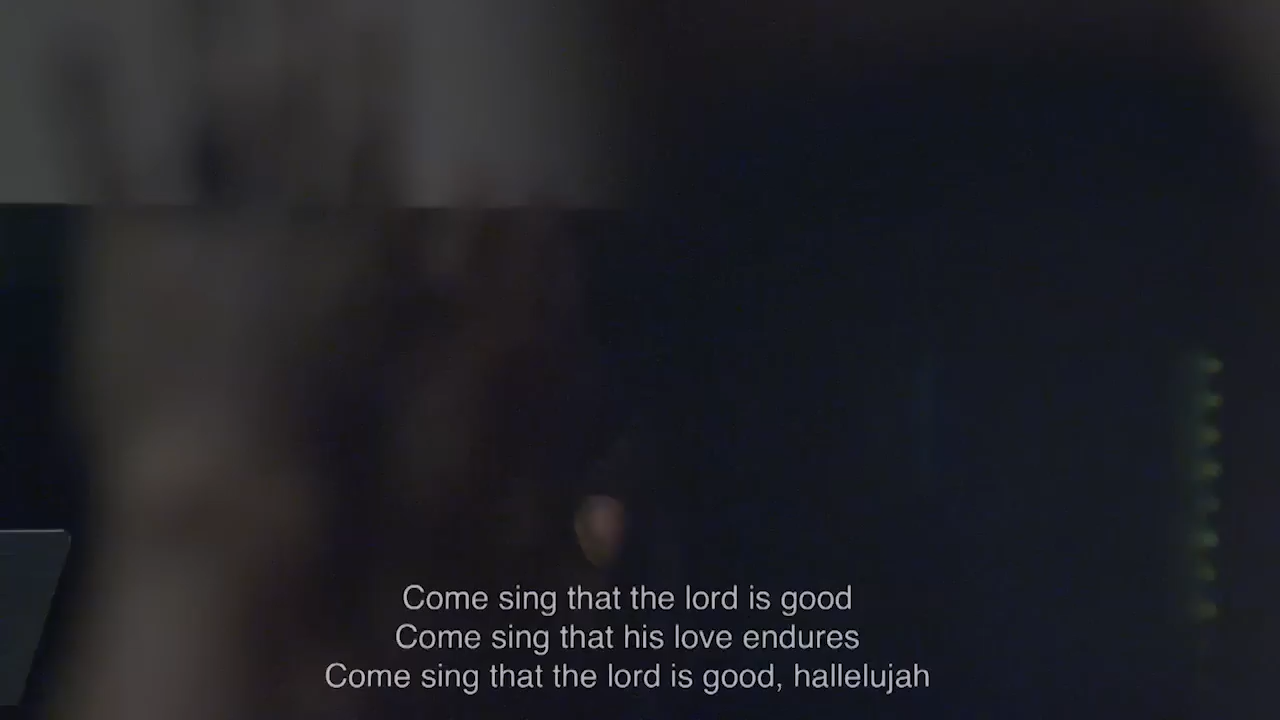 Come sing that the lord is good
Come sing that his love endures
Come sing that the lord is good, hallelujah